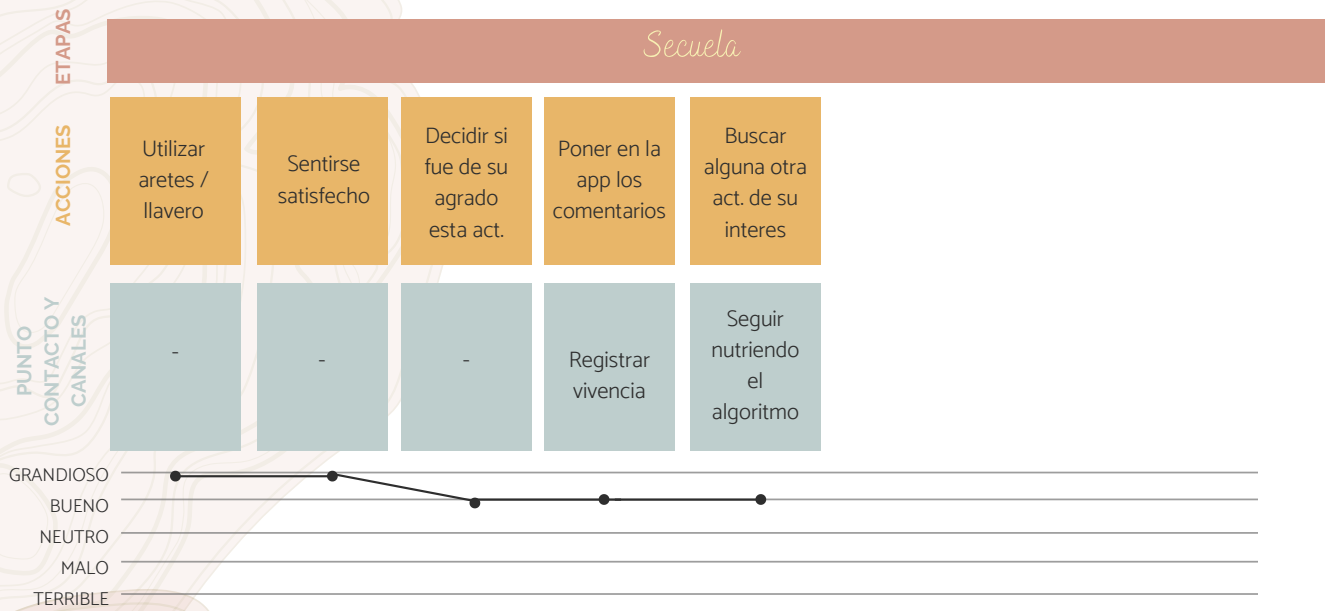 ETAPAS
Secuela
ACCIONES
Utilizar
aretes /
llavero
Sentirse
satisfecho
Decidir si
fue de su
agrado
esta act.
Poner en la
app los
comentarios
Buscar
alguna otra
act. de su
interes
PUNTO
CONTACTO Y
CANALES
-
-
-
Registrar
vivencia
Seguir
nutriendo
el
algoritmo
GRANDIOSO
BUENO
NEUTRO
MALO
TERRIBLE